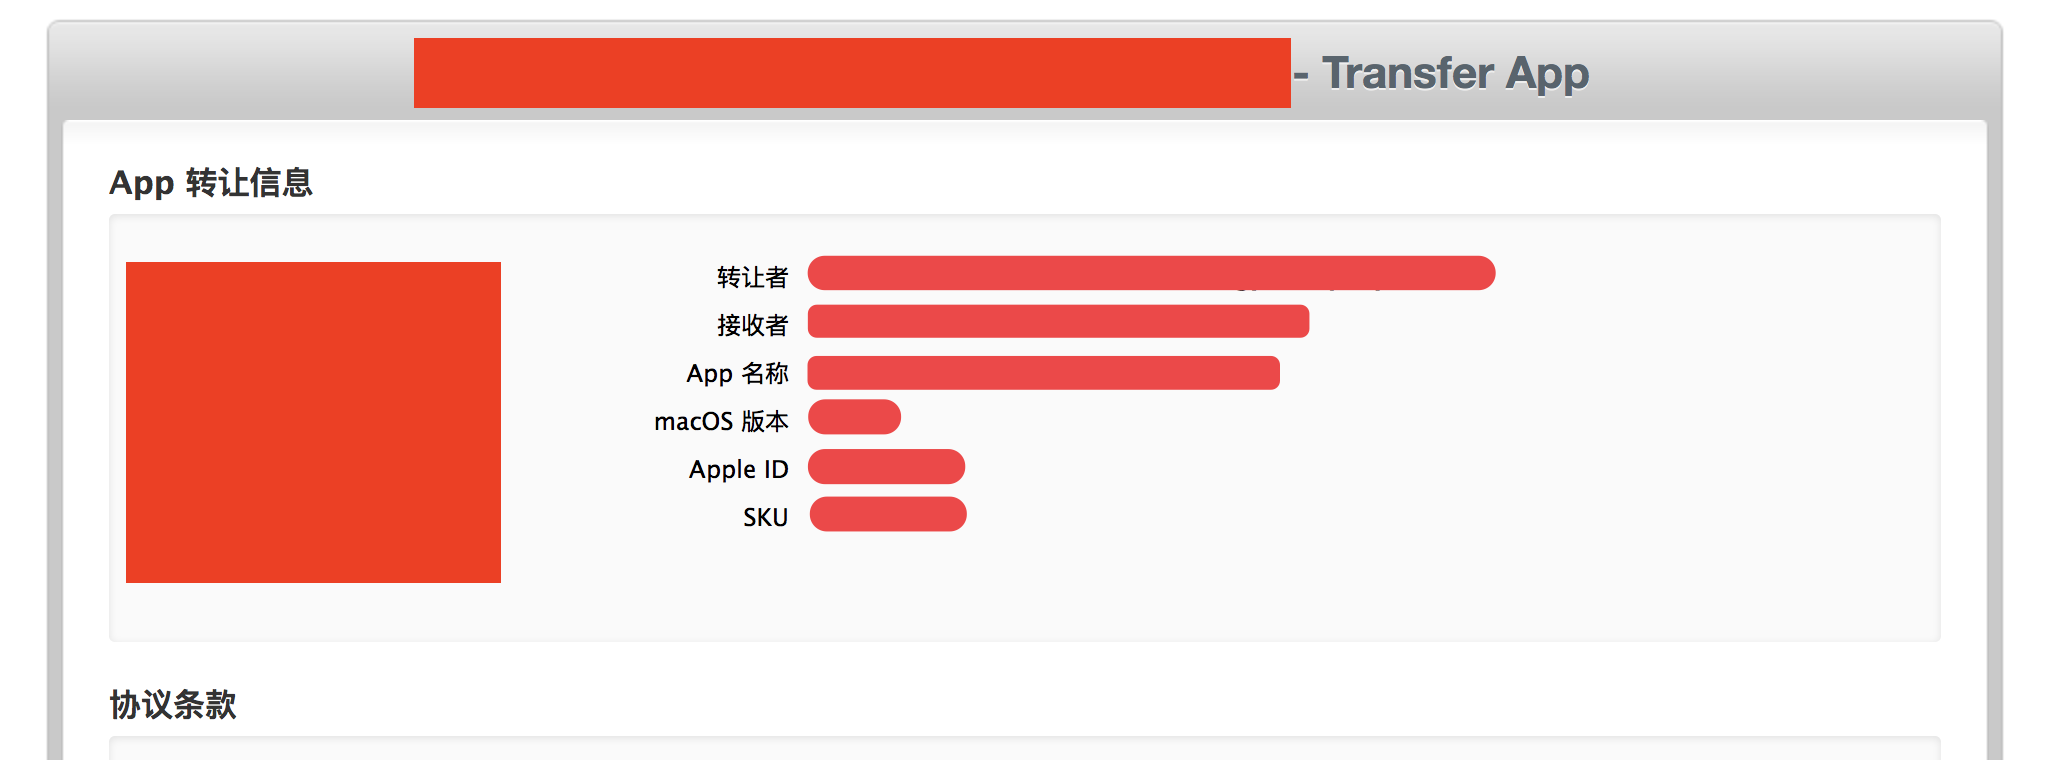 - Transfer App
App 转让信息
转让者
接收者
App 名称
macOS 版本
Apple ID
SKU
协议条款